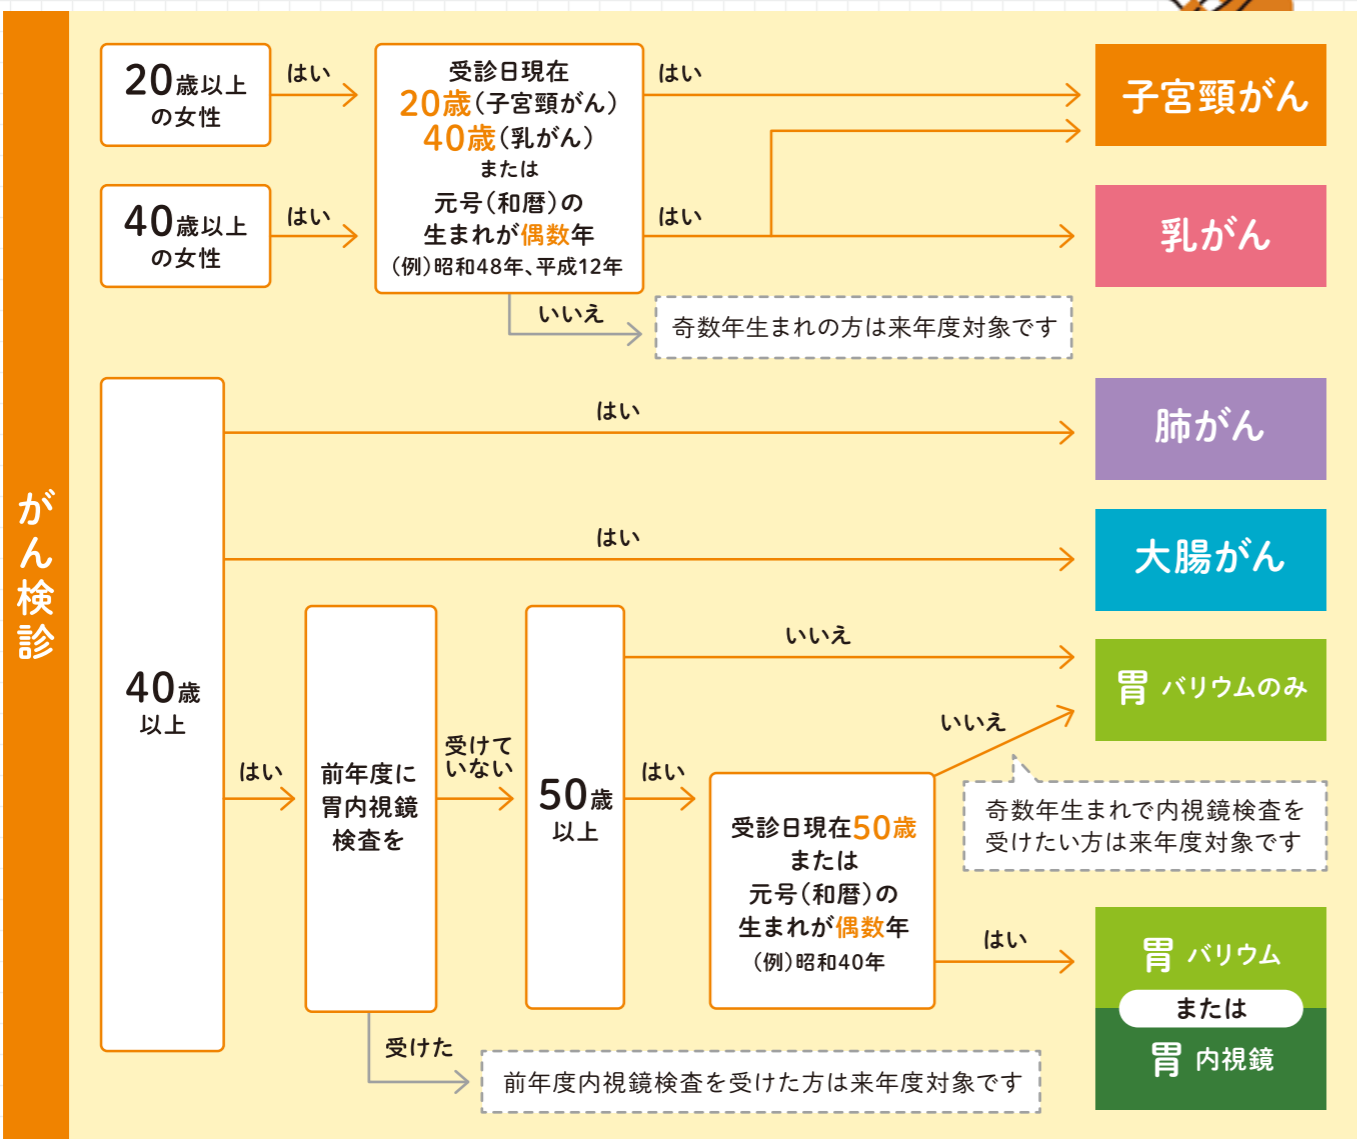 がん検診
20歳以上
の女性
はい
受診日現在
20歳(子宮頸がん)
40歳(乳がん)
または
元号(和暦)の
生まれが偶数年
(例)昭和48年、平成12年
はい
子宮頸がん
40歳以上
の女性
はい
はい
乳がん
いいえ
奇数年生まれの方は来年度対象です
40歳
以上
はい
肺がん
はい
大腸がん
はい
前年度に
胃内視鏡
検査を
受けて
いない
50歳
以上
いいえ
胃 バリウムのみ
はい
受診日現在50歳
または
元号(和暦)の
生まれが偶数年
(例)昭和40年
いいえ
奇数年生まれで内視鏡検査を
受けたい方は来年度対象です
はい
胃 バリウム
または
胃 内視鏡
受けた
前年度内視鏡検査を受けた方は来年度対象です